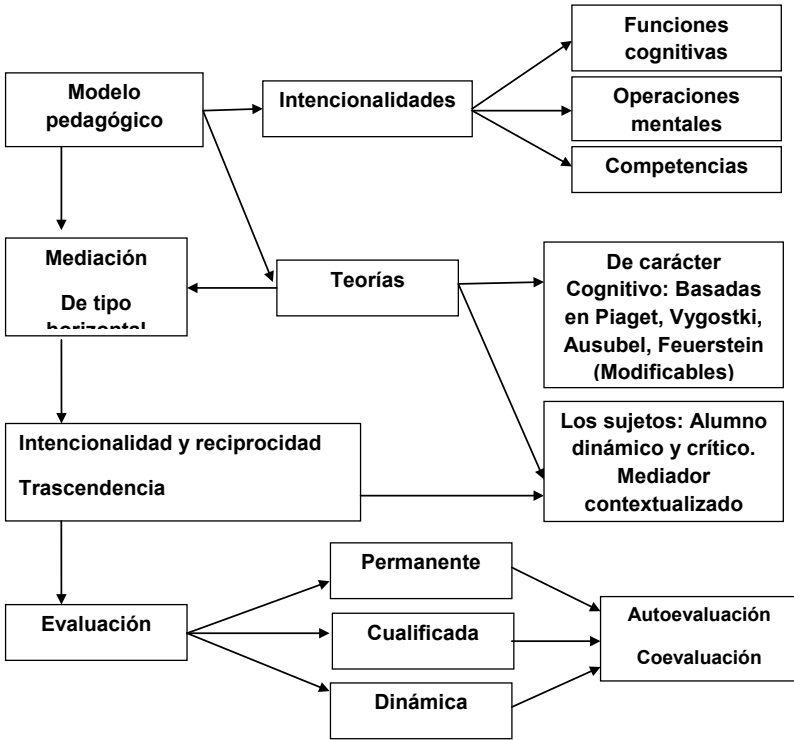 Modelo
pedagógico
Intencionalidades
Funciones
cognitivas
Operaciones
mentales
Competencias
Mediación
De tipo
horizontal
Teorías
De carácter
Cognitivo: Basadas
en Piaget, Vygostki,
Ausubel, Feuerstein
(Modificables)
Los sujetos: Alumno
dinámico y crítico.
Mediador
contextualizado
Intencionalidad y reciprocidad
Trascendencia
Evaluación
Permanente
Cualificada
Dinámica
Autoevaluación
Coevaluación